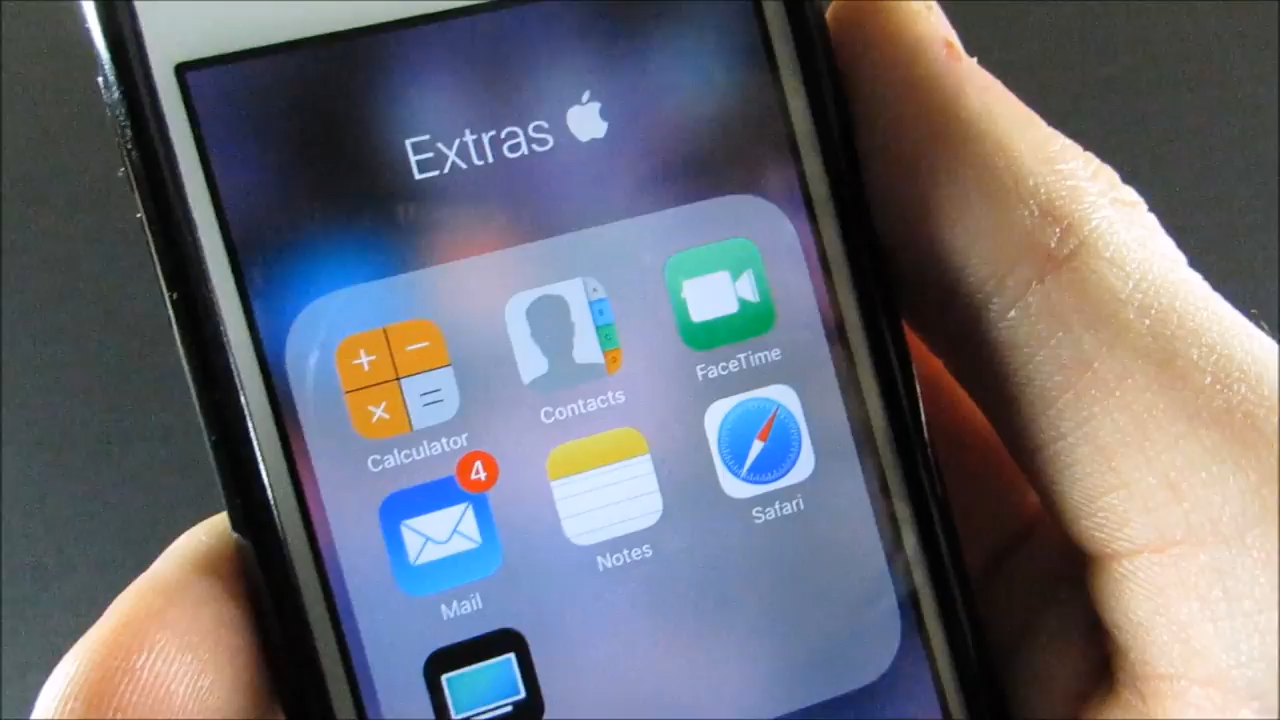 Extras
Calculator
Contacts
FaceTime
4
Mail
Notes
Safari